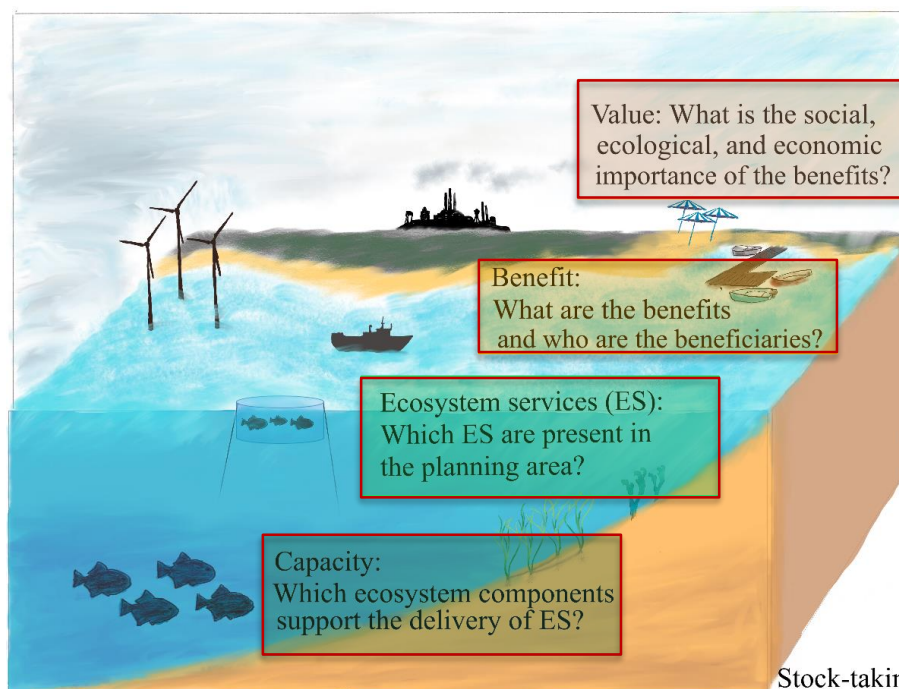 Value: What is the social,
ecological, and economic
importance of the benefits?
Benefit:
What are the benefits
and who are the beneficiaries?
Ecosystem services (ES):
Which ES are present in
the planning area?
Capacity:
Which ecosystem components
support the delivery of ES?
Stock-takin